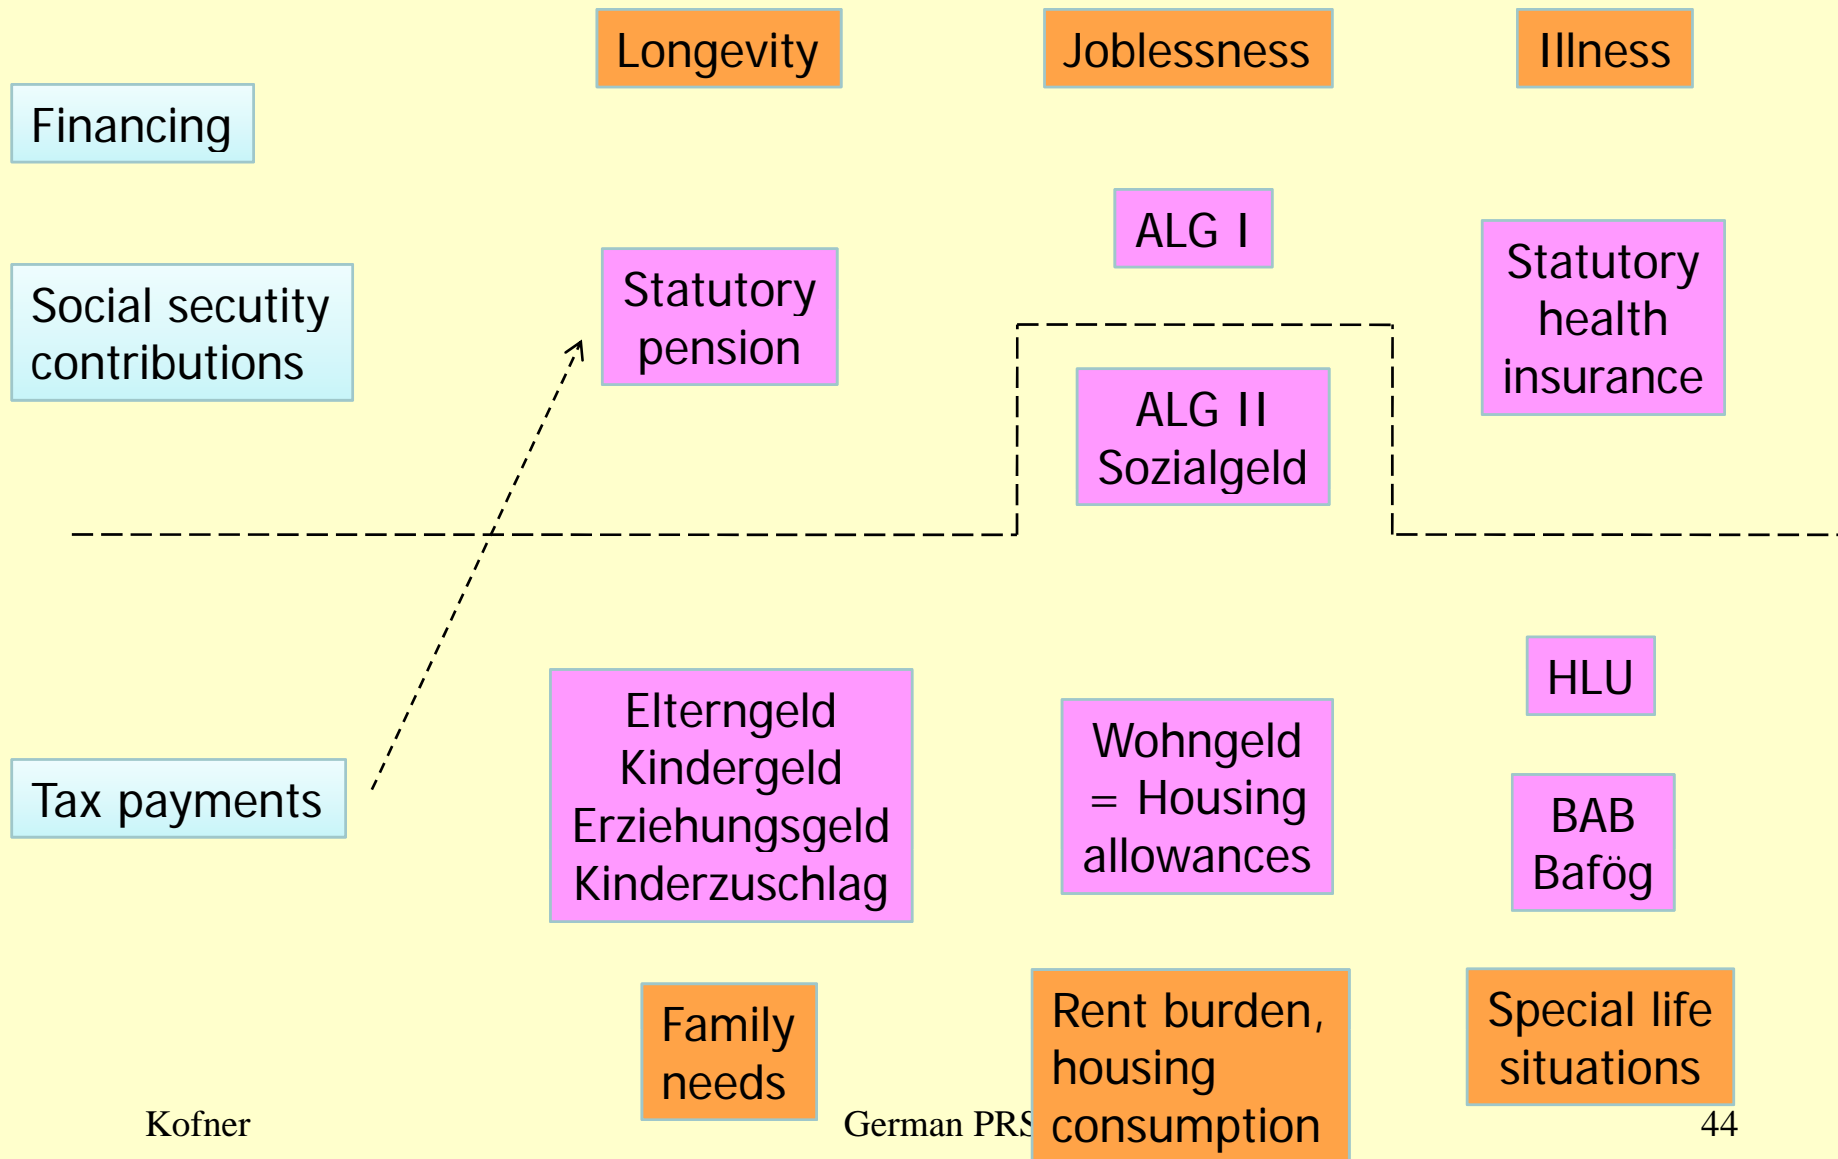 Longevity
Joblessness
Illness
Financing
Social secutity
contributions
Statutory
pension
ALG I
ALG II
Sozialgeld
Statutory
health
insurance
Tax payments
Elterngeld
Kindergeld
Erziehungsgeld
Kinderzuschlag
Wohngeld
= Housing
allowances
HLU
BAB
Bafög
Family
needs
Rent burden,
housing
consumption
Special life
situations
Kofner
German PRS
44